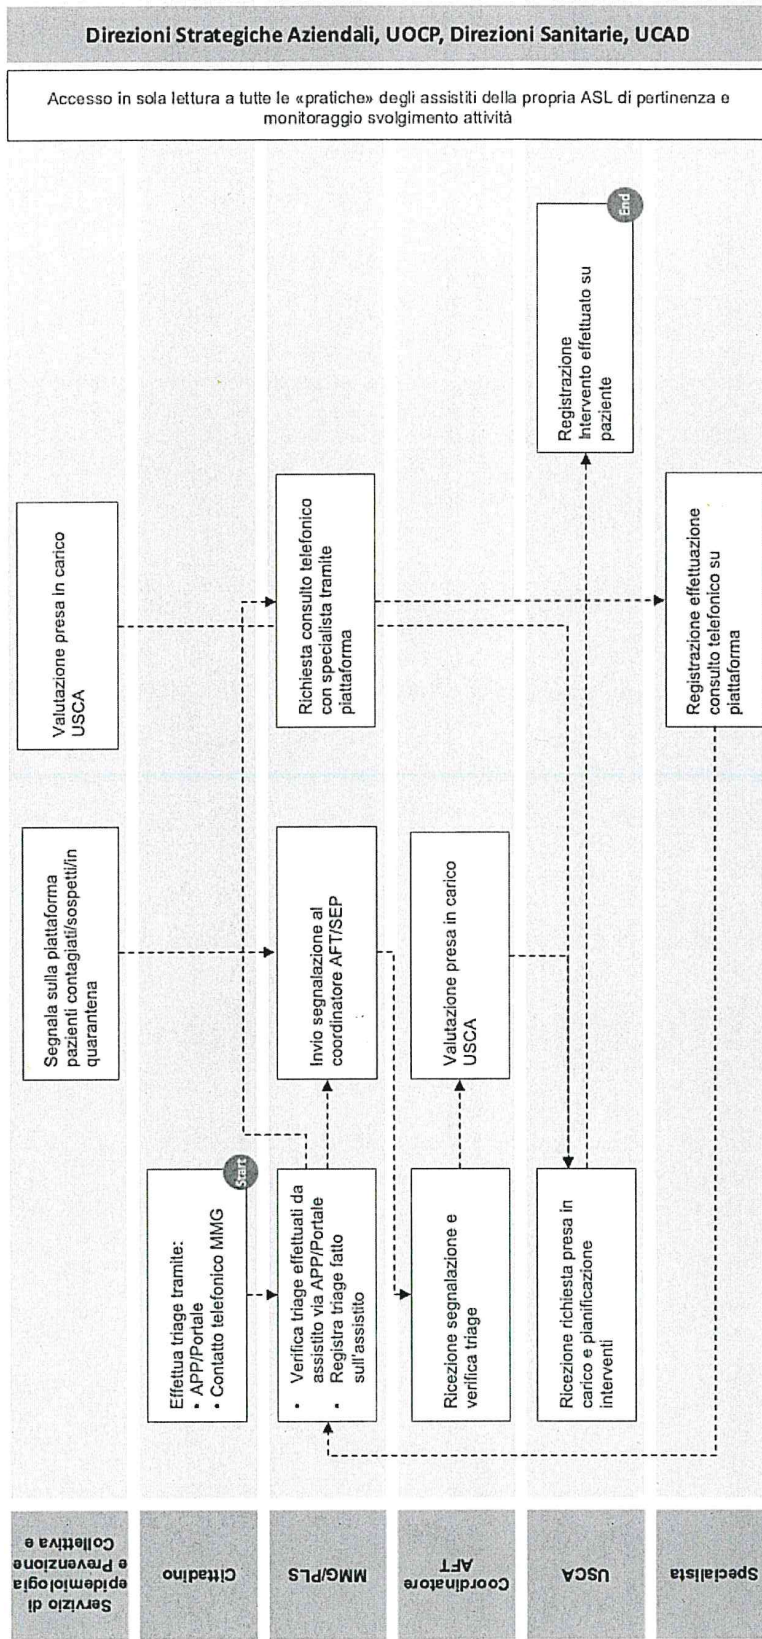 Direzioni Strategiche Aziendali, UOCP, Direzioni Sanitarie, UCAD
Accesso in sola lettura a tutte le «pratiche» degli assistiti della propria ASL di pertinenza e
monitoraggio svolgimento attività
Servizio di
epidemiologia
e Prevenzione
Collettiva e
Segnala sulla piattaforma
pazienti contagiati/sospetti/in
quarantena
Valutazione presa in carico
USCA
Cittadino
Effettua triage tramite:
• APP/Portale
• Contatto telefonico MMG
Start
MMG/PLS
• Verifica triage effettuati da
assistito via APP/Portale
• Registra triage fatto
sull'assistito
Invio segnalazione al
coordinatore AFT/SEP
Richiesta consulto telefonico
con specialista tramite
piattaforma
Coordinatore
AFT
Ricezione segnalazione e
verifica triage
Valutazione presa in carico
USCA
USCA
Ricezione richiesta presa in
carico e pianificazione
interventi
Registrazione
Intervento effettuato su
paziente
End
Specialista
Registrazione effettuazione
consulto telefonico su
piattaforma